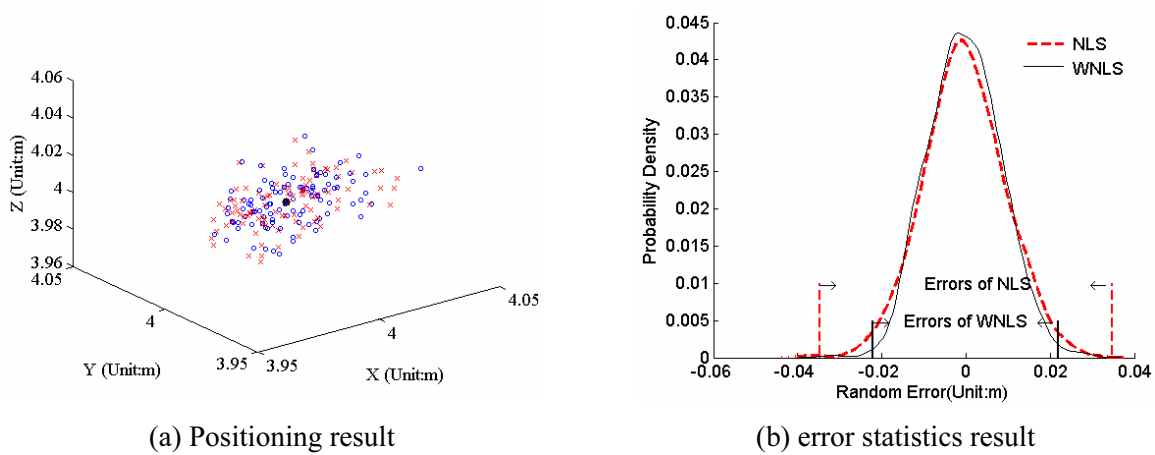 4.06
4.04
4.02
4
3.98
3.96
4.05
4
3.95
3.95
4
4.05
Z (Unit:m)
Y (Unit:m)
X (Unit:m)
(a) Positioning result
0.045
0.04
0.035
0.03
0.025
0.02
0.015
0.01
0.005
0
-0.06
-0.04
-0.02
0
0.02
0.04
Probability Density
Random Error(Unit:m)
NLS
WNLS
Errors of NLS
Errors of WNLS
(b) error statistics result